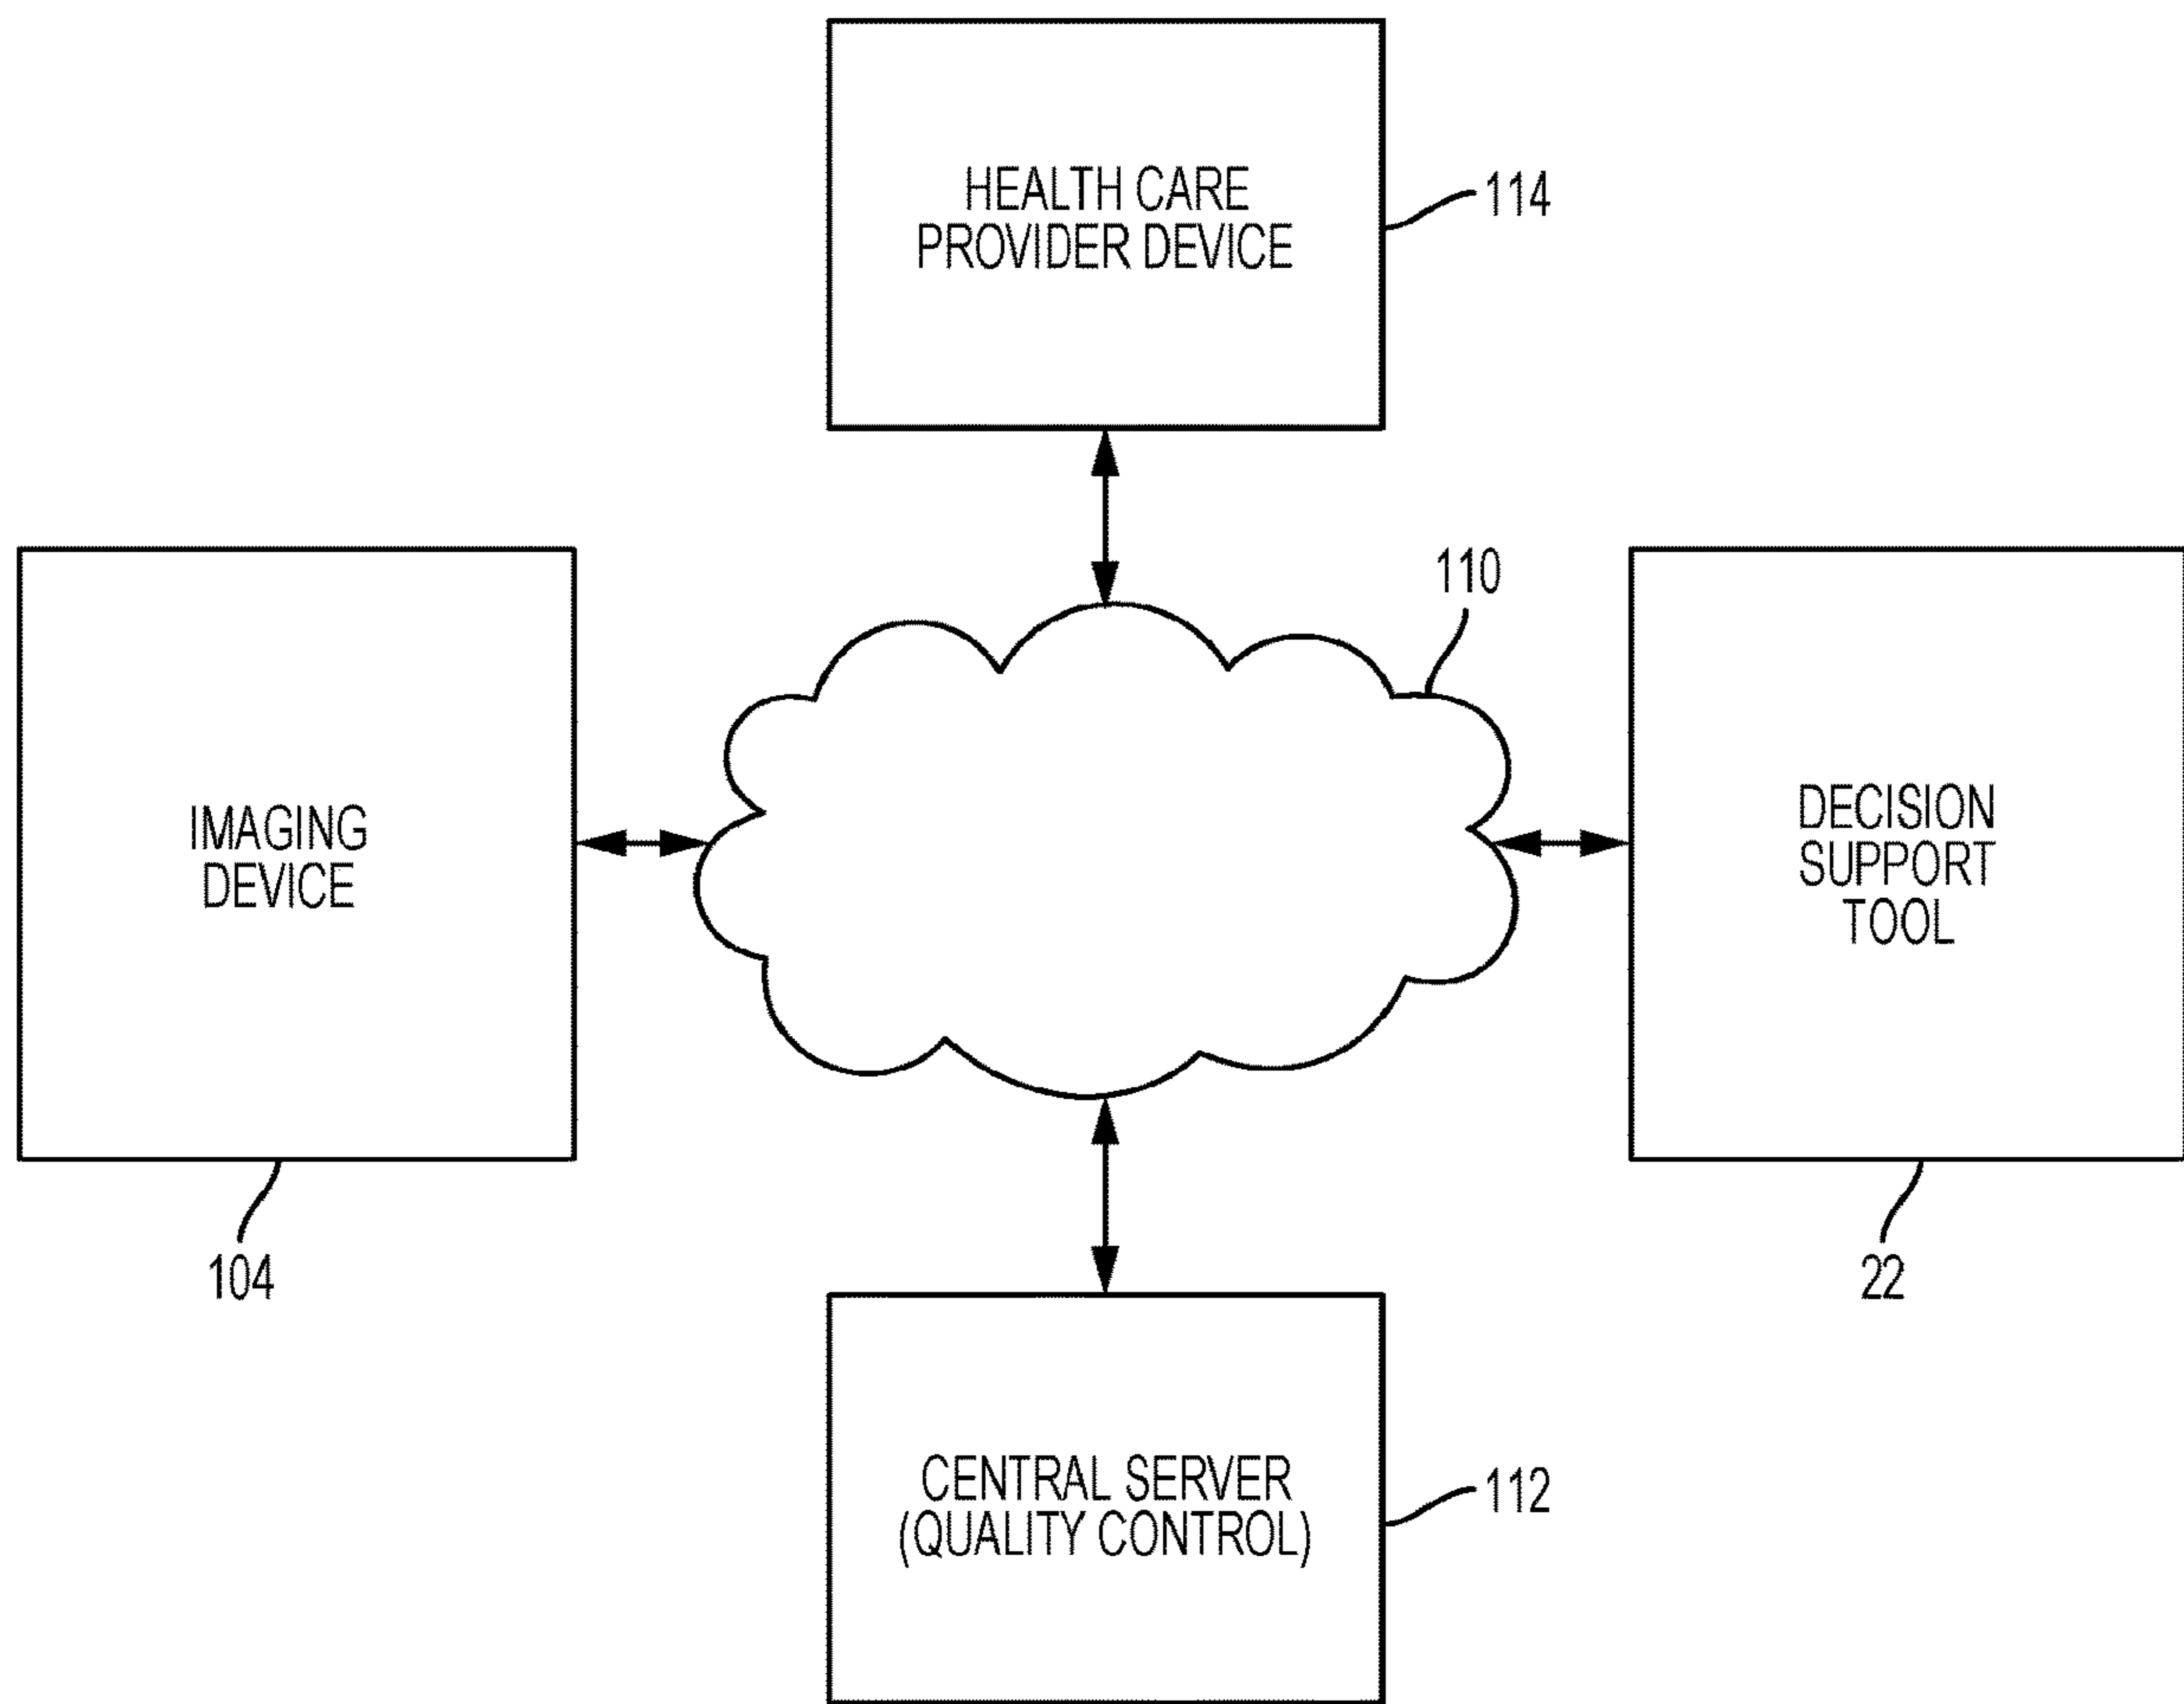 HEALTH CARE
PROVIDER DEVICE
114
110
IMAGING
DEVICE
DECISION
SUPPORT
TOOL
104
22
CENTRAL SERVER
(QUALITY CONTROL)
112